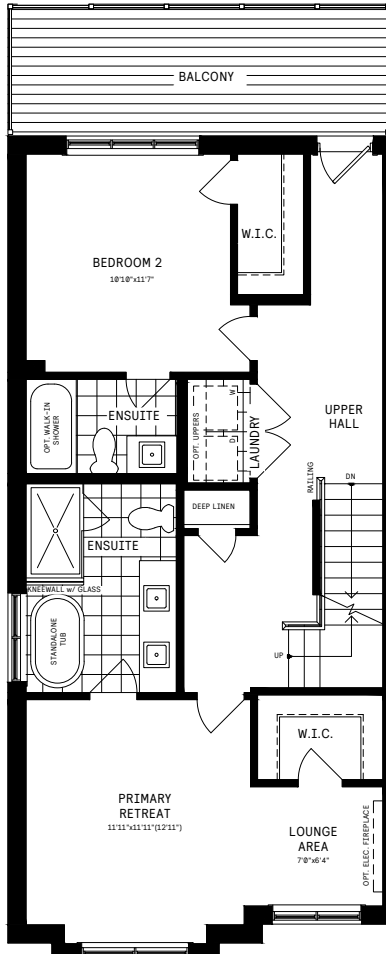 BALCONY
W.I.C.
BEDROOM 2
10'10"x11'7"
OPT. WALK-IN
SHOWER
ENSUITE
OPT. UPPERS
W
D
LAUNDRY
UPPER
HALL
RAILING
DN
DEEP LINEN
ENSUITE
KNEEWALL w/ GLASS
STANDALONE
TUB
UP
W.I.C.
PRIMARY
RETREAT
11'11"x11'11"(12'11")
LOUNGE
AREA
7'0"x6'4"
OPT. ELEC. FIREPLACE